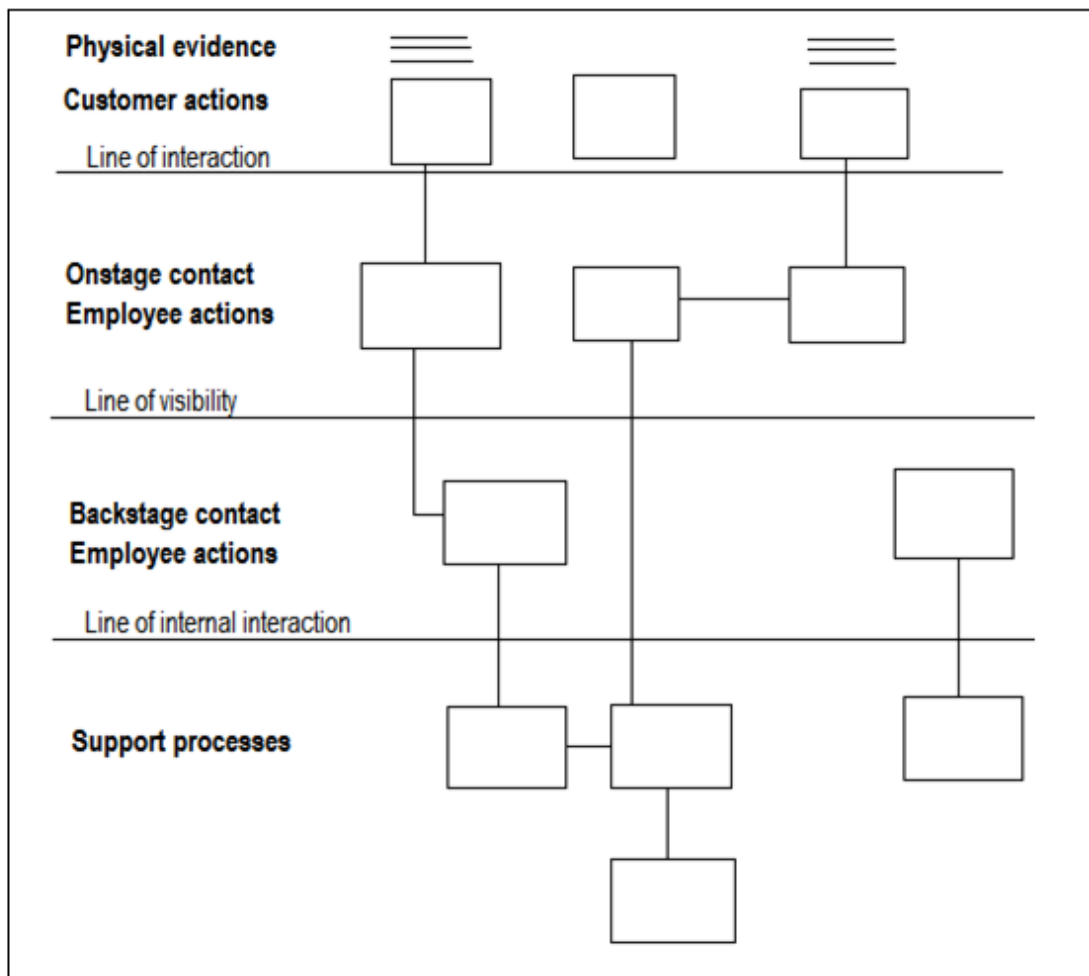 Physical evidence
Customer actions
Line of interaction
Onstage contact
Employee actions
Line of visibility
Backstage contact
Employee actions
Line of internal interaction
Support processes